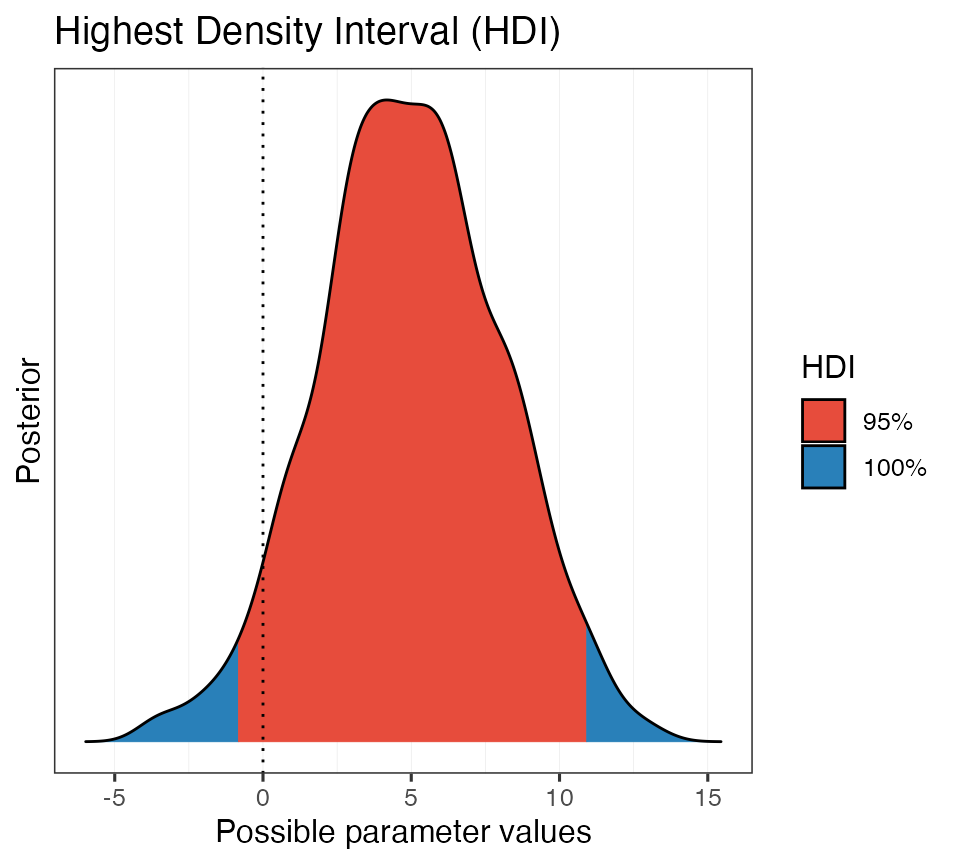 Highest Density Interval (HDI)
Posterior
HDI
95%
100%
-5 0 5 10 15
Possible parameter values